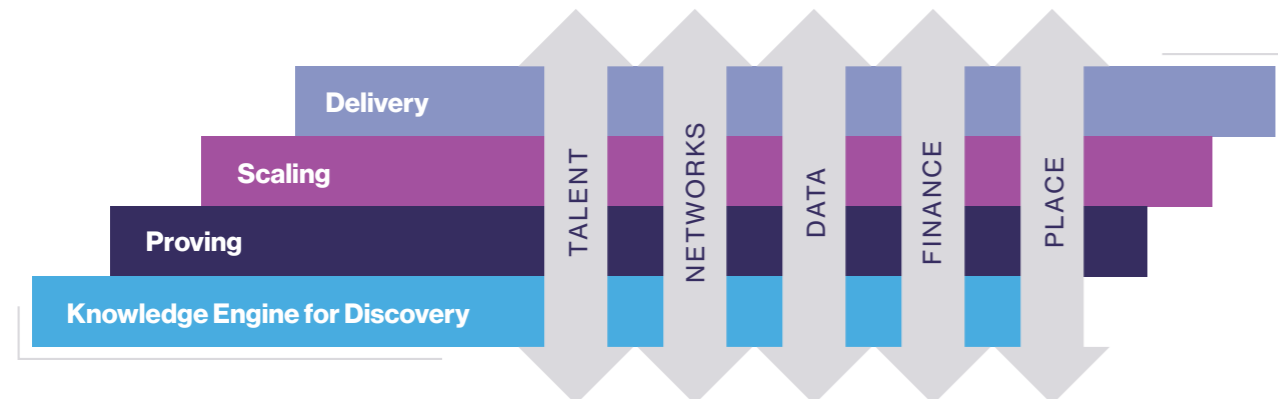 Delivery
Scaling
Proving
Knowledge Engine for Discovery
TALENT
NETWORKS
DATA
FINANCE
PLACE